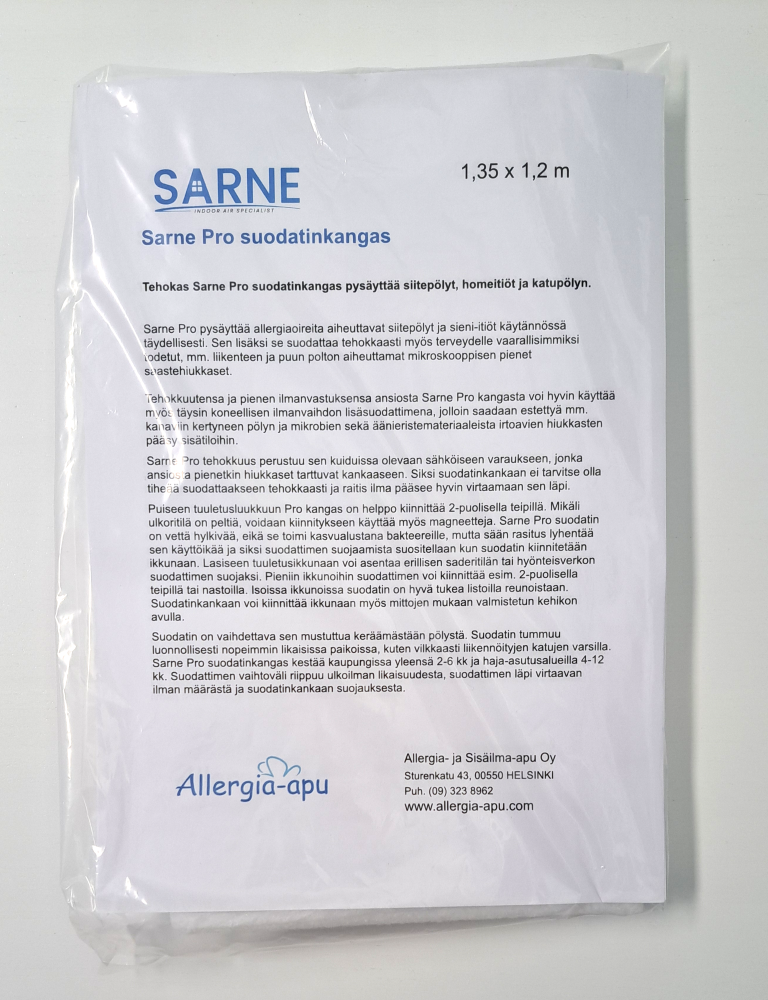 SARNE
INDOOR AIR SPECIALIST
1,35 x 1,2 m
Sarne Pro suodatinkangas
Tehokas Sarne Pro suodatinkangas pysäyttää siitepölyt, homeitiöt ja katupölyn.
Sarne Pro pysäyttää allergiaoireita aiheuttavat siitepölyt ja sieni-itiöt käytännössä
täydellisesti. Sen lisäksi se suodattaa tehokkaasti myös terveydelle vaarallisimmiksi
todetut, mm. liikenteen ja puun polton aiheuttamat mikroskooppisen pienet
saastehiukkaset.
Tehokkuutensa ja pienen ilmanvastuksensa ansiosta Sarne Pro kangasta voi hyvin käyttää
myös täysin koneellisen ilmanvaihdon lisäsuodattimena, jolloin saadaan estettyä mm.
kanaviin kertyneen pölyn ja mikrobien sekä äänieristemateriaaleista irtoavien hiukkasten
pääsy sisätiloihin.
Sarne Pro tehokkuus perustuu sen kuiduissa olevaan sähköiseen varaukseen, jonka
ansiosta pienetkin hiukkaset tarttuvat kankaaseen. Siksi suodatinkankaan ei tarvitse olla
tiheää suodattaakseen tehokkaasti ja raitis ilma pääsee hyvin virtaamaan sen läpi.
Puiseen tuuletusluukkuun Pro kangas on helppo kiinnittää 2-puolisella teipillä. Mikäli
ulkoritilä on peltiä, voidaan kiinnitykseen käyttää myös magneetteja. Sarne Pro suodatin
on vettä hylkivää, eikä se toimi kasvualustana bakteereille, mutta sään rasitus lyhentää
sen käyttöikää ja siksi suodattimen suojaamista suositellaan kun suodatin kiinnitetään
ikkunaan. Lasiseen tuuletusikkunaan voi asentaa erillisen saderitilän tai hyönteisverkon
suodattimen suojaksi. Pieniin ikkunoihin suodattimen voi kiinnittää esim. 2-puolisella
teipillä tai nastoilla. Isoissa ikkunoissa suodatin on hyvä tukea listoilla reunoistaan.
Suodatinkankaan voi kiinnittää ikkunaan myös mittojen mukaan valmistetun kehikon
avulla.
Suodatin on vaihdettava sen mustuttua keräämästään pölystä. Suodatin tummuu
luonnollisesti nopeimmin likaisissa paikoissa, kuten vilkkaasti liikennöityjen katujen varsilla.
Sarne Pro suodatinkangas kestää kaupungissa yleensä 2-6 kk ja haja-asutusalueilla 4-12
kk. Suodattimen vaihtoväli riippuu ulkoilman likaisuudesta, suodattimen läpi virtaavan
ilman määrästä ja suodatinkankaan suojauksesta.
Allergia-apu
Allergia- ja Sisäilma-apu Oy
Sturenkatu 43, 00550 HELSINKI
Puh. (09) 323 8962
www.allergia-apu.com